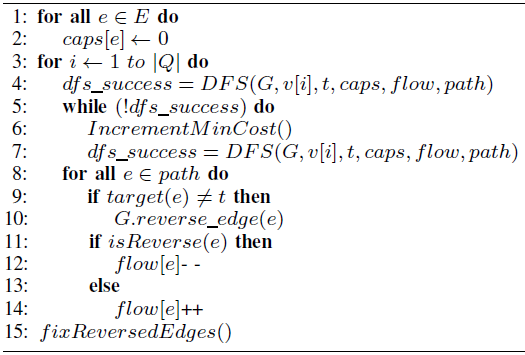 1: for all e ∈ E do
2: caps[e] ← 0
3: for i ← 1 to |Q| do
4: dfs_success = DFS(G, v[i], t, caps, flow, path)
5: while (!dfs_success) do
6: IncrementMinCost()
7: dfs_success = DFS(G, v[i], t, caps, flow, path)
8: for all e ∈ path do
9: if target(e) ≠ t then
10: G.reverse_edge(e)
11: if isReverse(e) then
12: flow[e]- -
13: else
14: flow[e]++
15: fixReversedEdges()